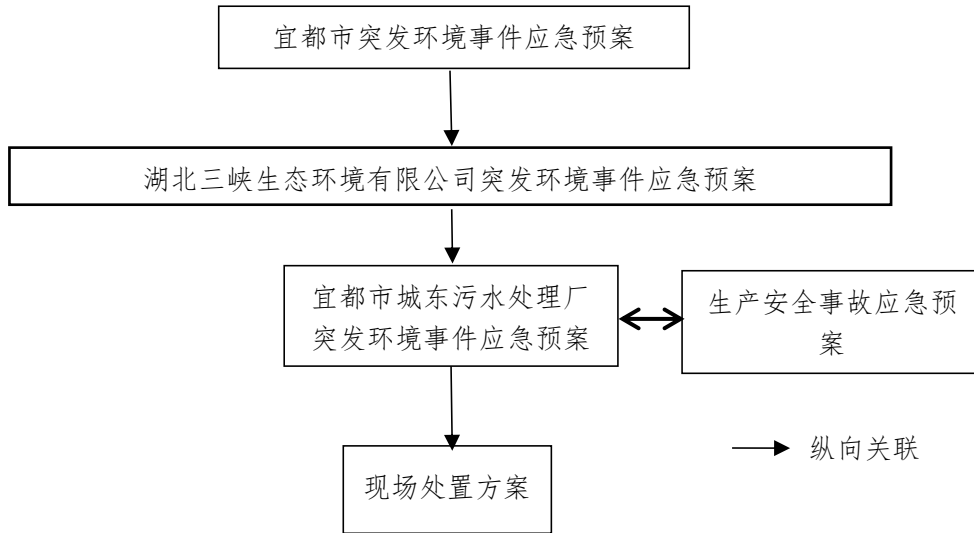 宜都市突发环境事件应急预案
湖北三峡生态环境有限公司突发环境事件应急预案
宜都市城东污水处理厂
突发环境事件应急预案
生产安全事故应急预
案
纵向关联
现场处置方案